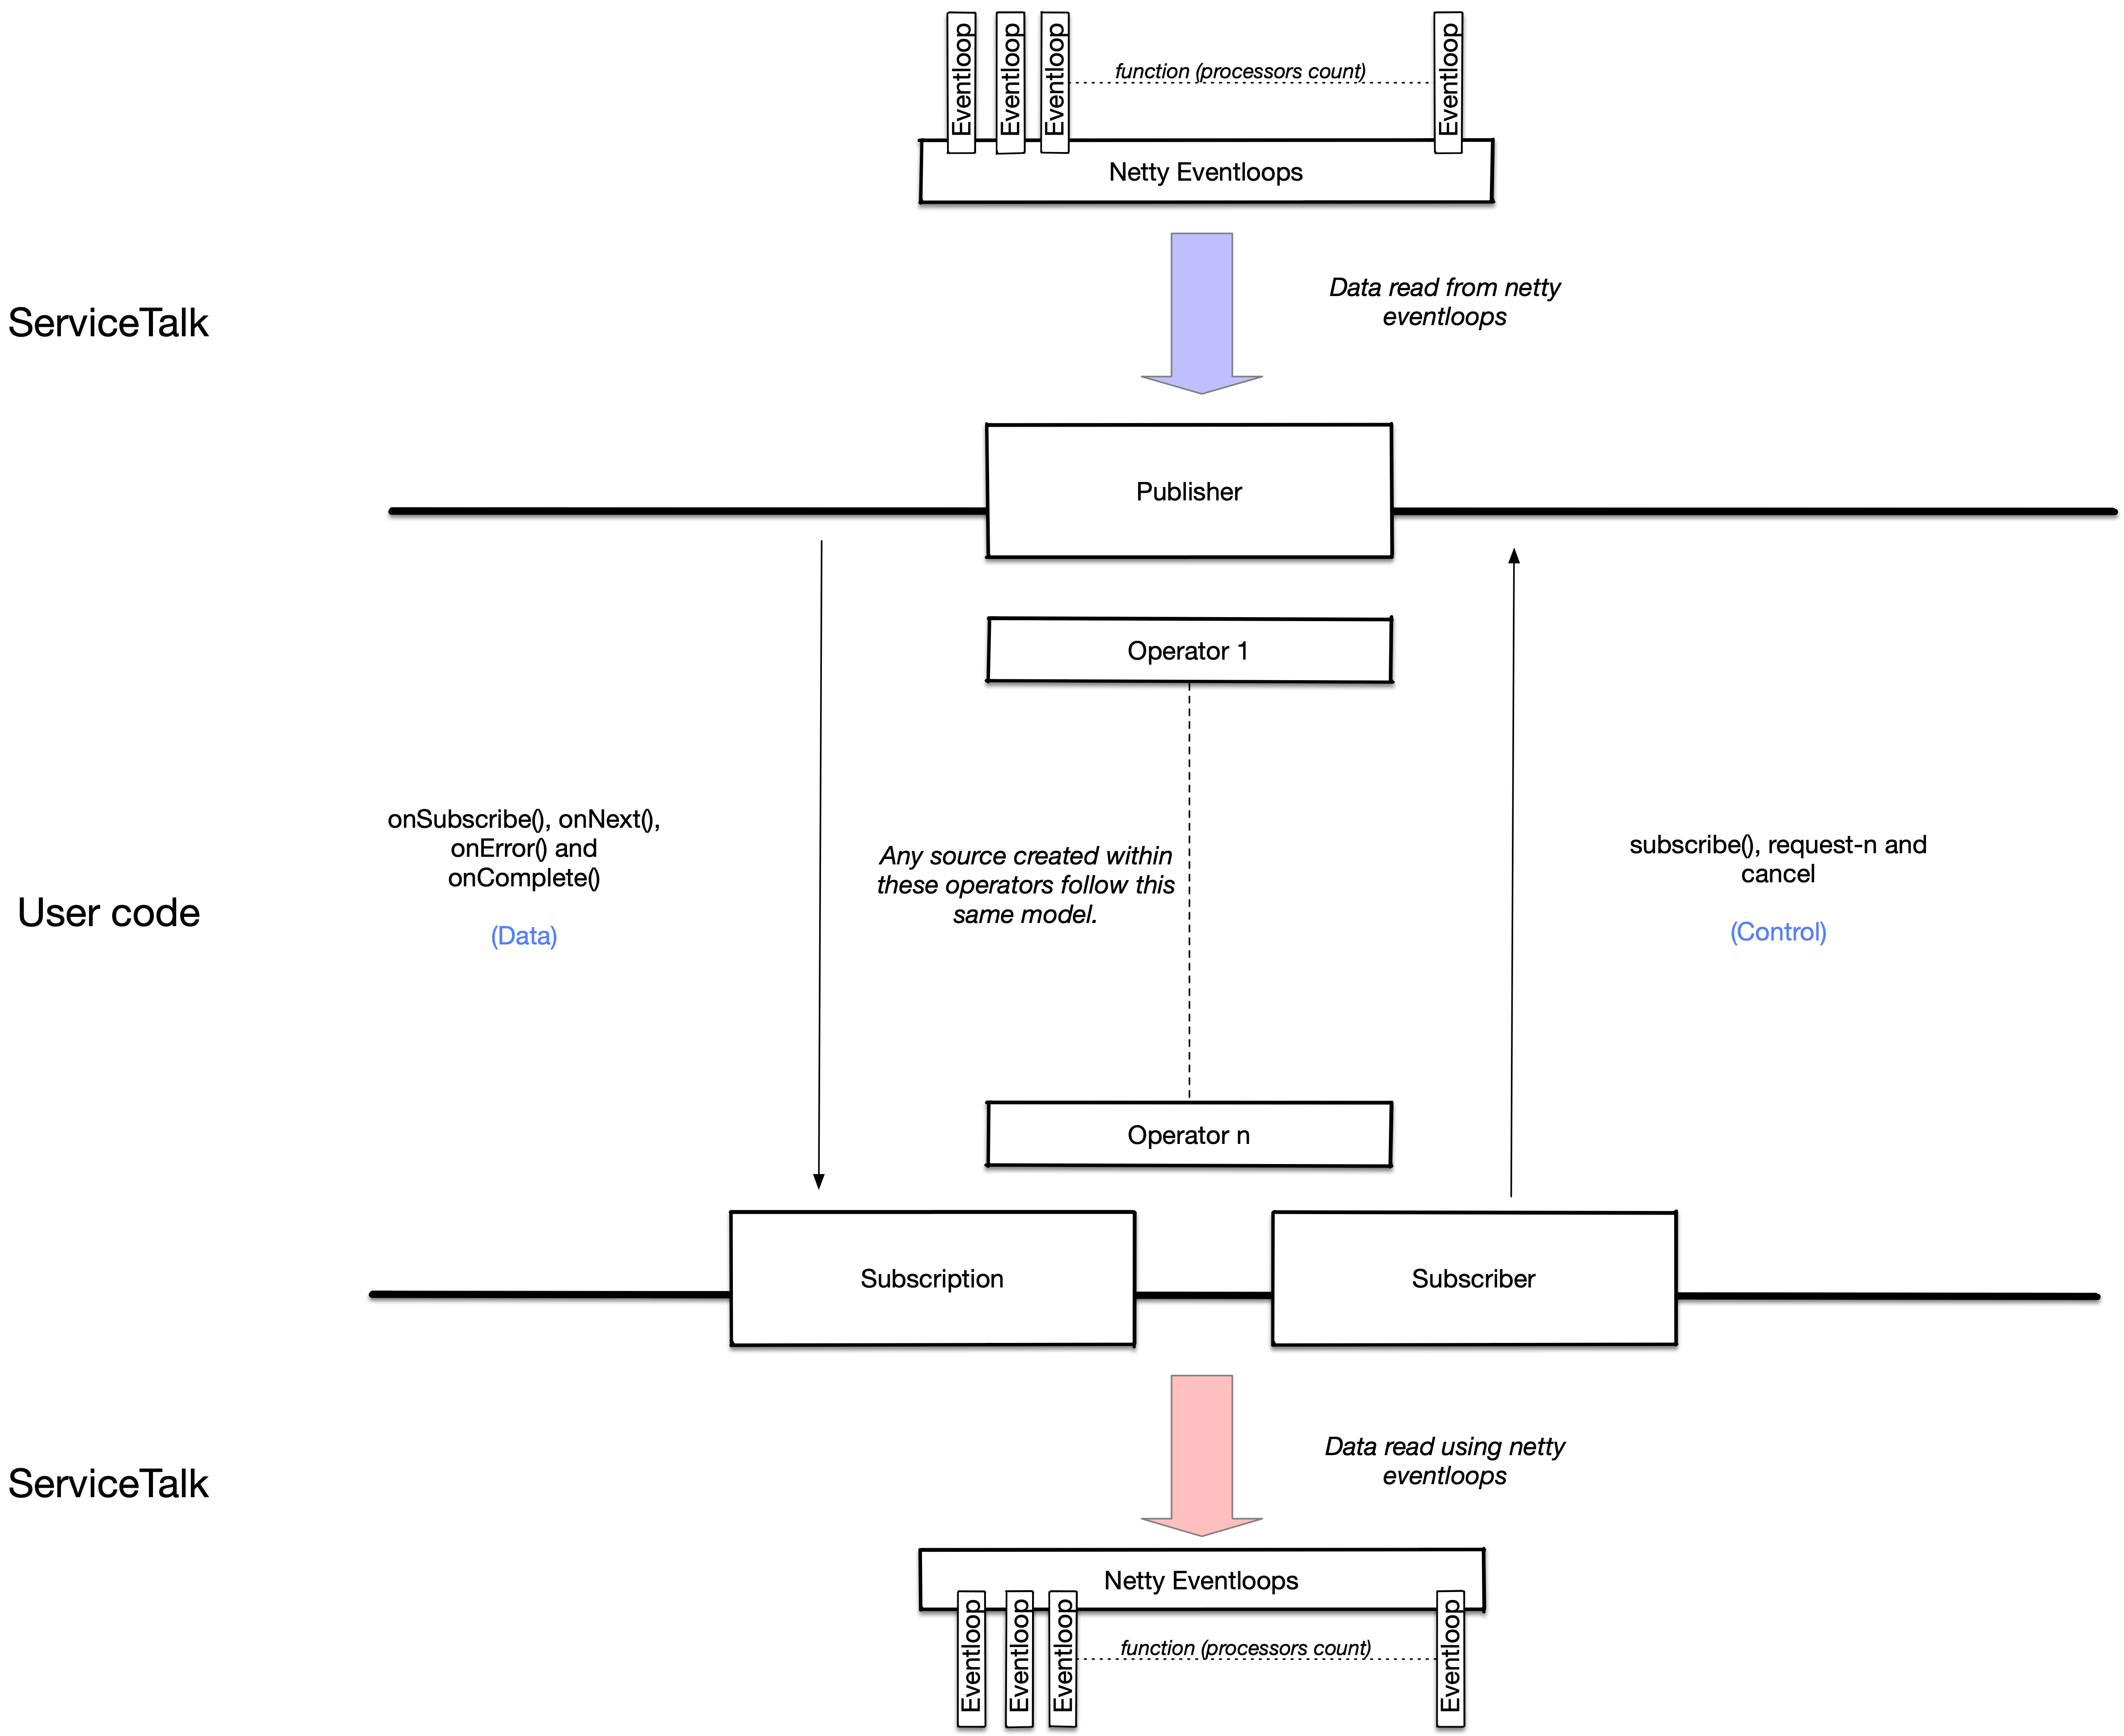 Eventloop
Eventloop
Eventloop
function (processors count)
Eventloop
Netty Eventloops
Data read from netty
eventloops
ServiceTalk
Publisher
Operator 1
onSubscribe(), onNext(),
onError() and
onComplete()
(Data)
Any source created within
these operators follow this
same model.
subscribe(), request-n and
cancel
(Control)
User code
Operator n
Subscription
Subscriber
Data read using netty
eventloops
ServiceTalk
Netty Eventloops
Eventloop
Eventloop
Eventloop
function (processors count)
Eventloop